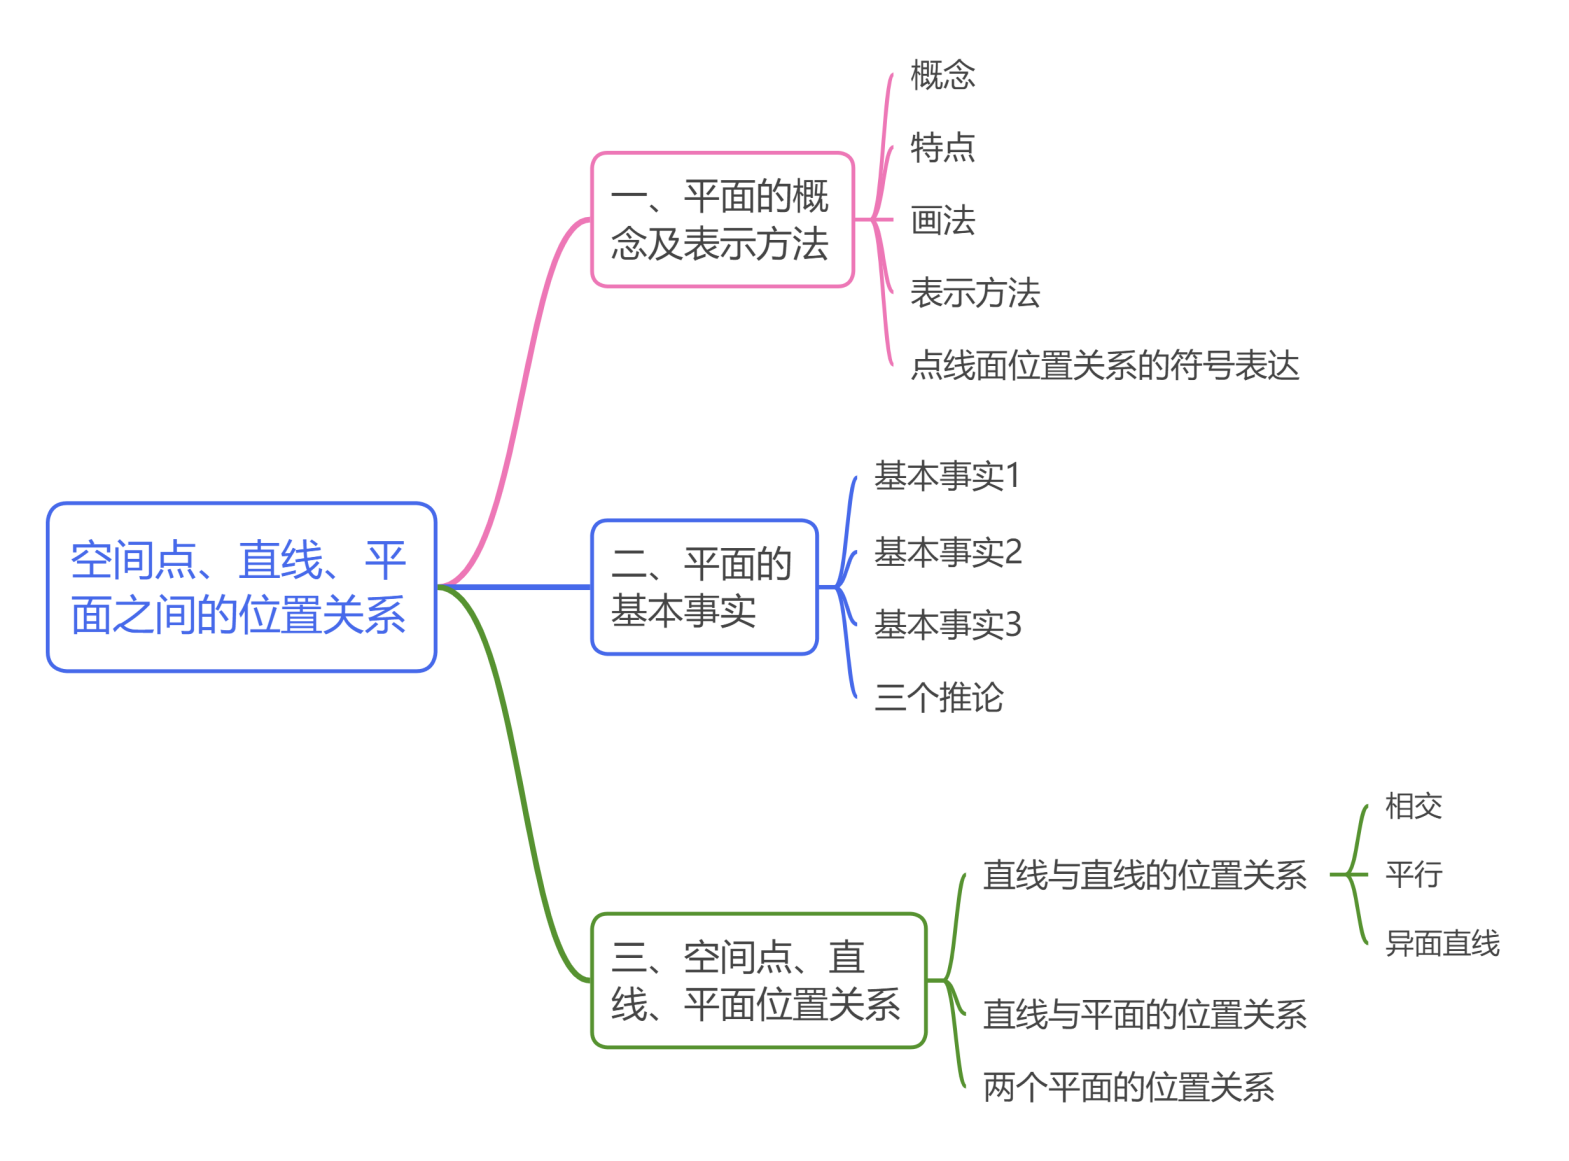 空间点、直线、平
面之间的位置关系
一、平面的概
念及表示方法
概念
特点
画法
表示方法
点线面位置关系的符号表达
二、平面的
基本事实
基本事实1
基本事实2
基本事实3
三个推论
三、空间点、直
线、平面位置关系
直线与直线的位置关系
相交
平行
异面直线
直线与平面的位置关系
两个平面的位置关系